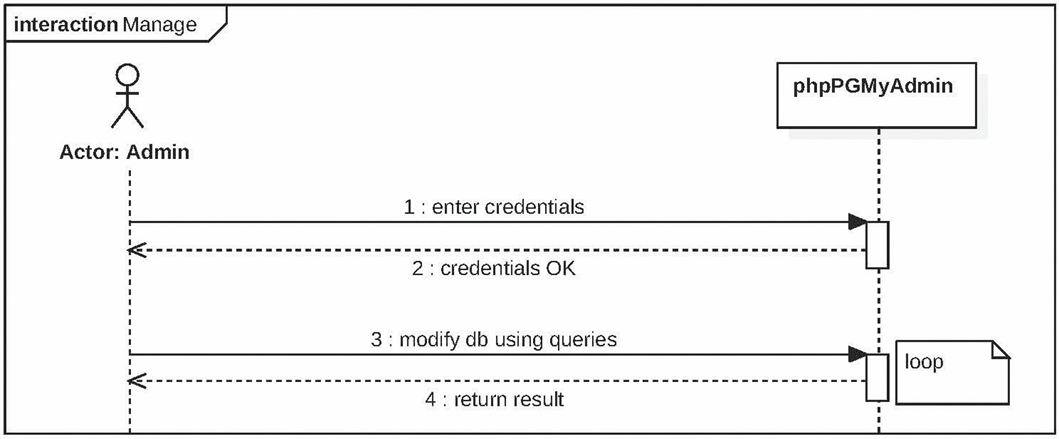 interaction Manage
phpPGMyAdmin
Actor: Admin
1 : enter credentials
2 : credentials OK
3 : modify db using queries
loop
4 : return result